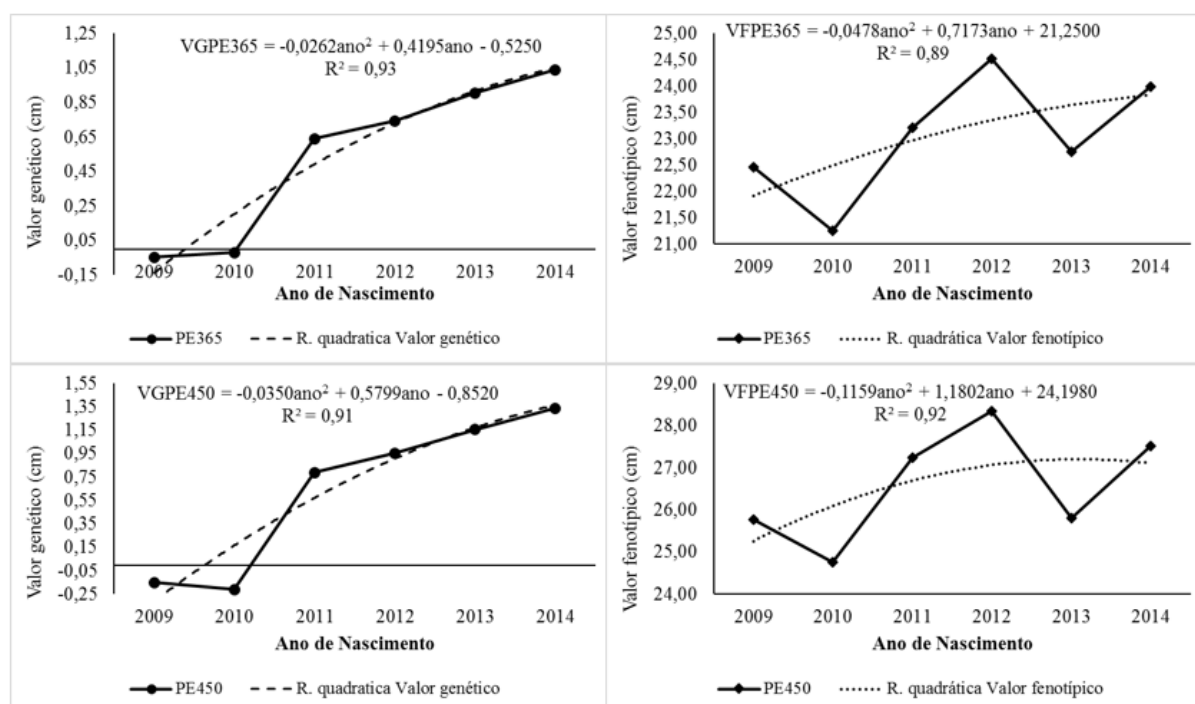 VGPE365 = -0,0262ano² + 0,4195ano - 0,5250
R² = 0,93
Valor genético (cm)
1,25
1,05
0,85
0,65
0,45
0,25
0,05
-0,15
2009 2010 2011 2012 2013 2014
Ano de Nascimento
PE365 R. quadratica Valor genético
VFPE365 = -0,0478ano² + 0,7173ano + 21,2500
R² = 0,89
Valor fenotípico (cm)
25,00
24,50
24,00
23,50
23,00
22,50
22,00
21,50
21,00
2009 2010 2011 2012 2013 2014
Ano de Nascimento
PE365 R. quadrática Valor fenotípico
VGPE450 = -0,0350ano² + 0,5799ano - 0,8520
R² = 0,91
Valor genético (cm)
1,55
1,35
1,15
0,95
0,75
0,55
0,35
0,15
-0,05
-0,25
2009 2010 2011 2012 2013 2014
Ano de Nascimento
PE450 R. quadratica Valor genético
VFPE450 = -0,1159ano² + 1,1802ano + 24,1980
R² = 0,92
Valor fenotípico (cm)
29,00
28,00
27,00
26,00
25,00
24,00
2009 2010 2011 2012 2013 2014
Ano de Nascimento
PE450 R. quadrática Valor fenotípico